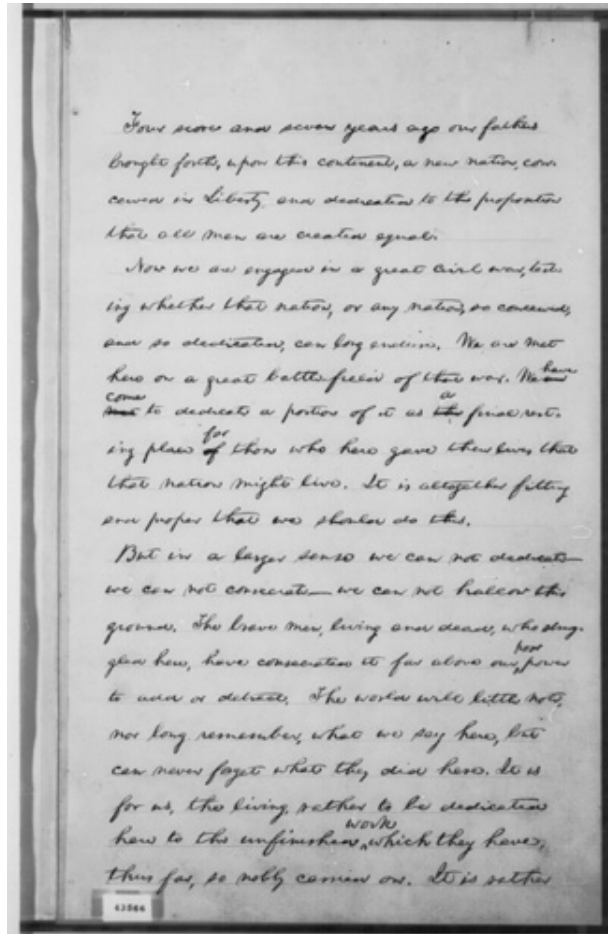 Four score and seven years ago our fathers
brought forth, upon this continent, a new nation, con-
ceived in Liberty, and dedicated to the proposition
that all men are created equal.
Now we are engaged in a great civil war, test-
ing whether that nation, or any nation, so conceived,
and so dedicated, can long endure. We are met
here on a great battle-field of that war. We are have
met come to dedicate a portion of it as the a final rest-
ing place of for those who here gave their lives that
that nation might live. It is altogether fitting
and proper that we should do this.
But in a larger sense we can not dedicate—
we can not consecrate—we can not hallow this
ground. The brave men, living and dead, who strug-
gled here, have consecrated it far above our poor power
to add or detract. The world will little note,
nor long remember, what we say here, but
can never forget what they did here. It is
for us, the living, rather to be dedicated
here to the unfinished work which they have,
thus far, so nobly carried on. It is rather
43566